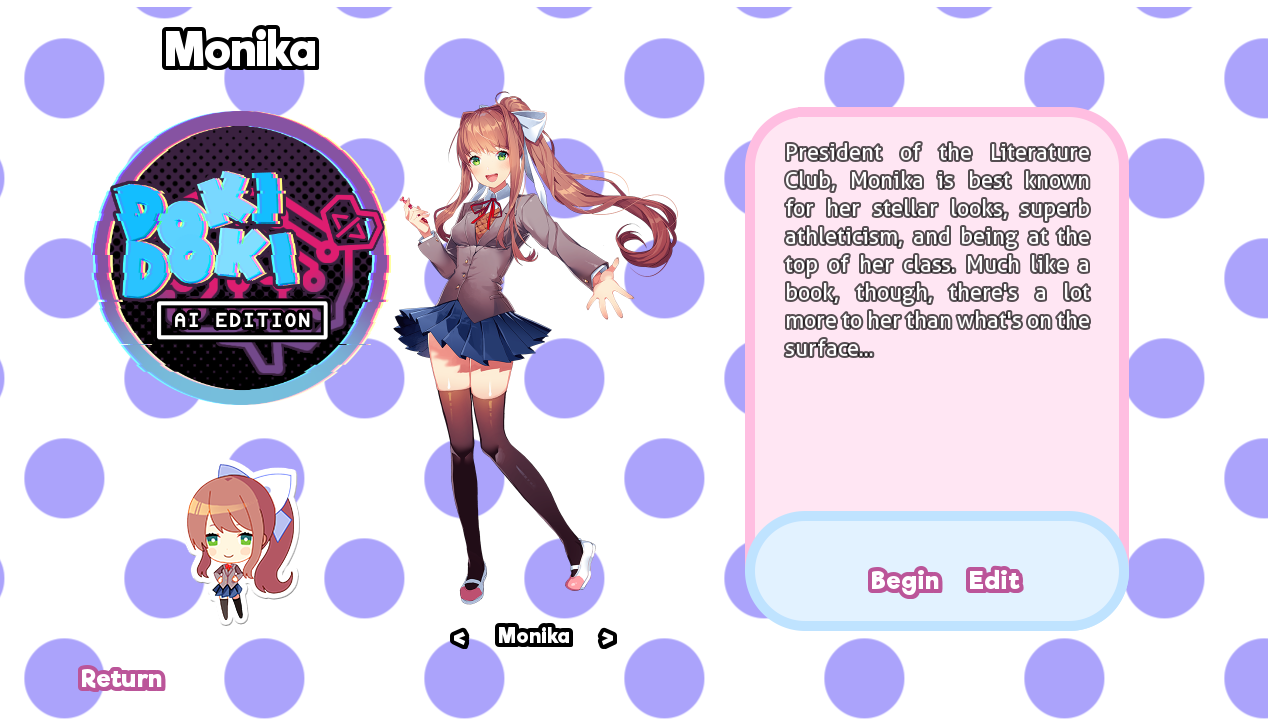 Monika
DOKI
DOKI
AI EDITION
President of the Literature
Club, Monika is best known
for her stellar looks, superb
athleticism, and being at the
top of her class. Much like a
book, though, there's a lot
more to her than what's on the
surface...
Begin Edit
< Monika >
Return